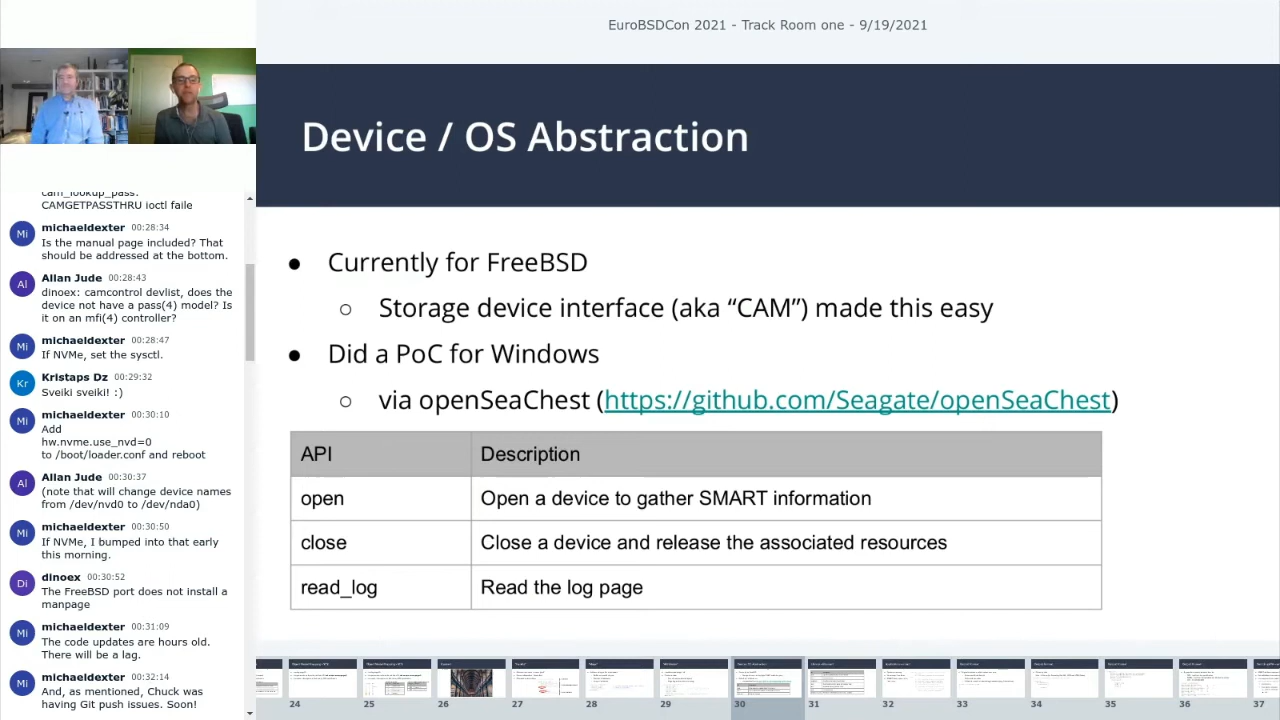 EuroBSDCon 2021 - Track Room one - 9/19/2021
cam_lookup_pass:
CAMGETPASSTHRU ioctl faile
Mi michaeldexter 00:28:34
Is the manual page included? That
should be addressed at the bottom.
Al Allan Jude 00:28:43
dinoex: camcontrol devlist, does the
device not have a pass(4) model? Is
it on an mfi(4) controller?
Mi michaeldexter 00:28:47
If NVMe, set the sysctl.
Kr Kristaps Dz 00:29:32
Sveiki sveiki! :)
Mi michaeldexter 00:30:10
Add
hw.nvme.use_nvd=0
to /boot/loader.conf and reboot
Al Allan Jude 00:30:37
(note that will change device names
from /dev/nvd0 to /dev/nda0)
Mi michaeldexter 00:30:50
If NVMe, I bumped into that early
this morning.
Di dinoex 00:30:52
The FreeBSD port does not install a
manpage
Mi michaeldexter 00:31:09
The code updates are hours old.
There will be a lag.
Mi michaeldexter 00:32:14
And, as mentioned, Chuck was
having Git push issues. Soon!
Device / OS Abstraction
● Currently for FreeBSD
○ Storage device interface (aka “CAM”) made this easy
● Did a PoC for Windows
○ via openSeaChest (https://github.com/Seagate/openSeaChest)
API Description
open Open a device to gather SMART information
close Close a device and release the associated resources
read_log Read the log page
24 25 26 27 28 29 30 31 32 33 34 35 36 37